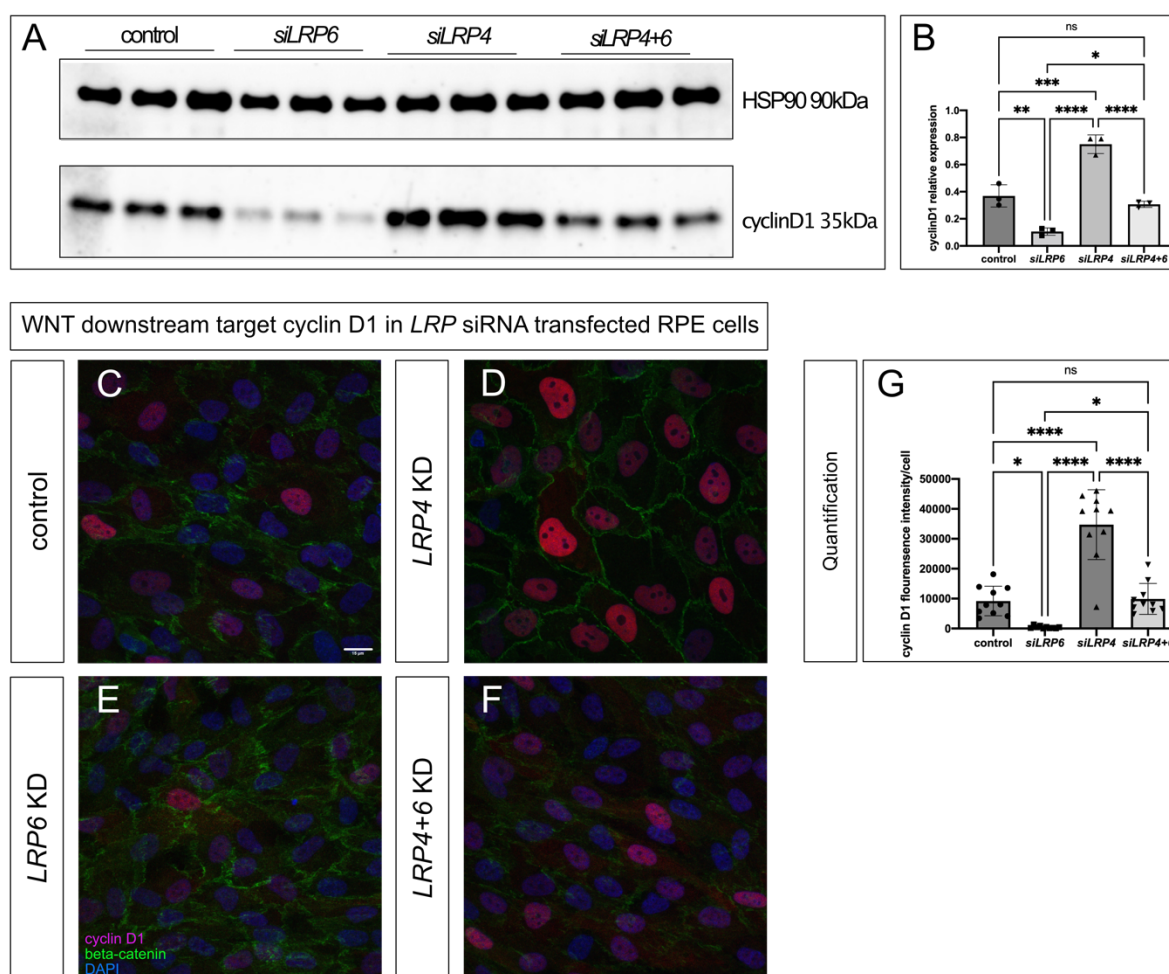 A
control
siLRP6
siLRP4
siLRP4+6
HSP90 90kDa
cyclinD1 35kDa
B
ns
*
***
** **** ****
cyclinD1 relative expression
1.0
0.8
0.6
0.4
0.2
0.0
control siLRP6 siLRP4 siLRP4+6
WNT downstream target cyclin D1 in LRP siRNA transfected RPE cells
control
C
LRP4 KD
D
Quantification
G
ns
*
****
* **** ****
cyclin D1 flourensence intensity/cell
50000
40000
30000
20000
10000
0
control siLRP6 siLRP4 siLRP4+6
LRP6 KD
E
cyclin D1
beta-catenin
DAPI
LRP4+6 KD
F